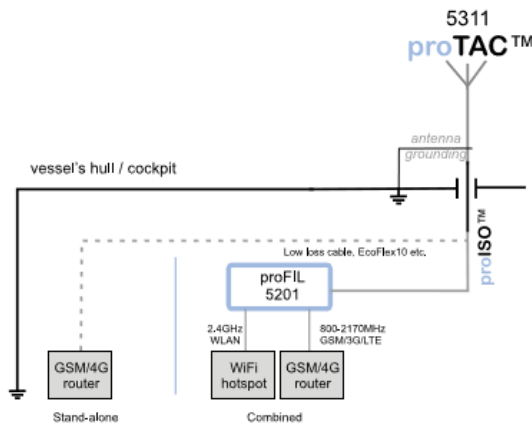 5311
proTAC™
antenna
grounding
vessel's hull / cockpit
proISO™
Low loss cable, EcoFlex10 etc.
proFIL
5201
2.4GHz
WLAN
800-2170MHz
GSM/3G/LTE
GSM/4G
router
WiFi
hotspot
GSM/4G
router
Stand-alone
Combined